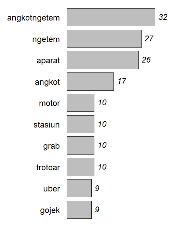 angkotngetem 32
ngetem 27
aparat 26
angkot 17
motor 10
stasiun 10
grab 10
trotoar 10
uber 9
gojek 9